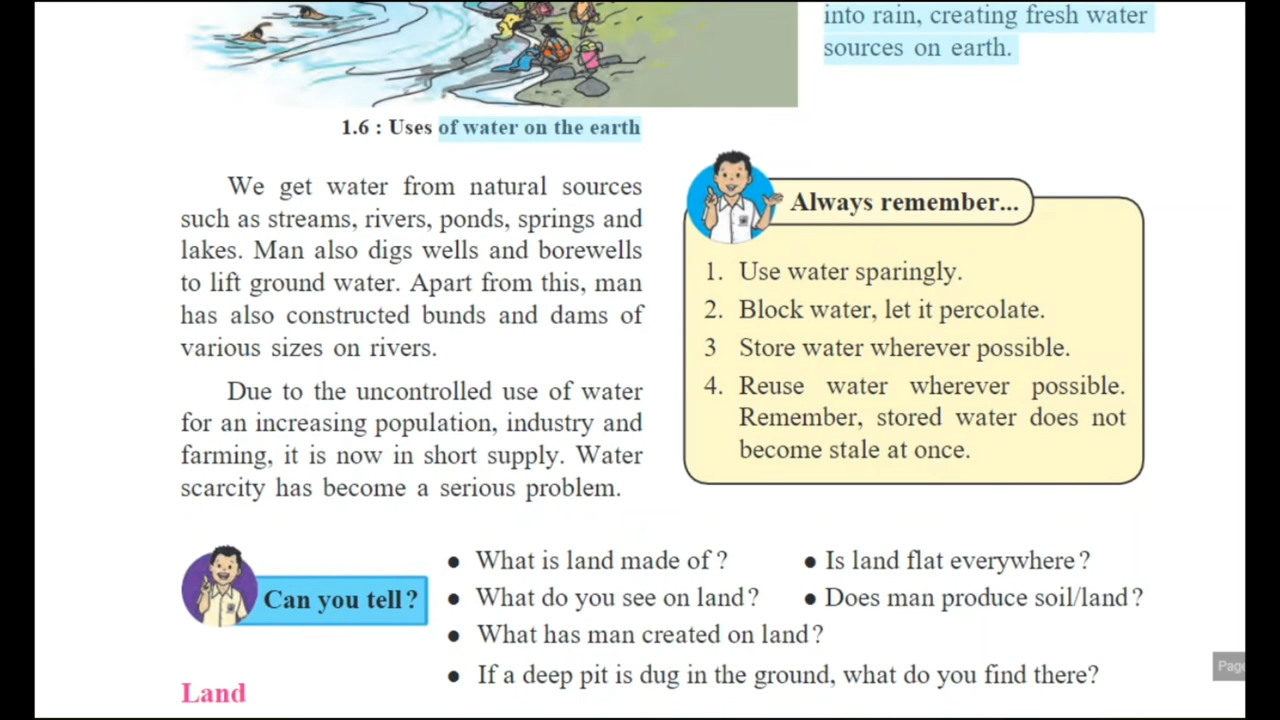 into rain, creating fresh water
sources on earth.
1.6 : Uses of water on the earth
We get water from natural sources
such as streams, rivers, ponds, springs and
lakes. Man also digs wells and borewells
to lift ground water. Apart from this, man
has also constructed bunds and dams of
various sizes on rivers.
Due to the uncontrolled use of water
for an increasing population, industry and
farming, it is now in short supply. Water
scarcity has become a serious problem.
Always remember...
1. Use water sparingly.
2. Block water, let it percolate.
3 Store water wherever possible.
4. Reuse water wherever possible.
Remember, stored water does not
become stale at once.
Can you tell?
● What is land made of?
● Is land flat everywhere?
● What do you see on land?
● Does man produce soil/land?
● What has man created on land?
● If a deep pit is dug in the ground, what do you find there?
Land
Page